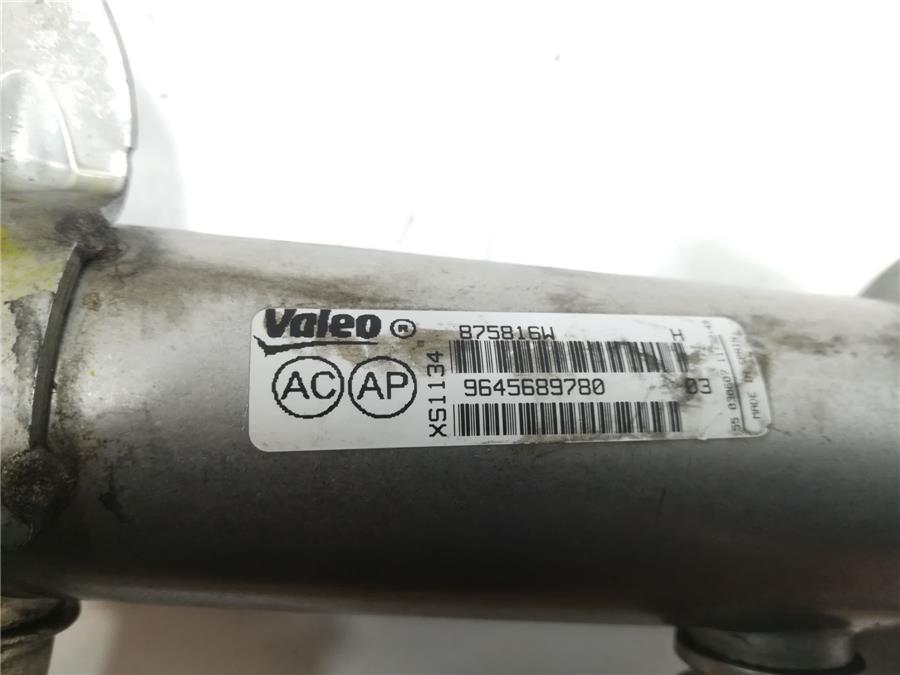 Valeo ®
875816W H
AC AP
XS1134
9645689780 03
MADE IN SPAIN